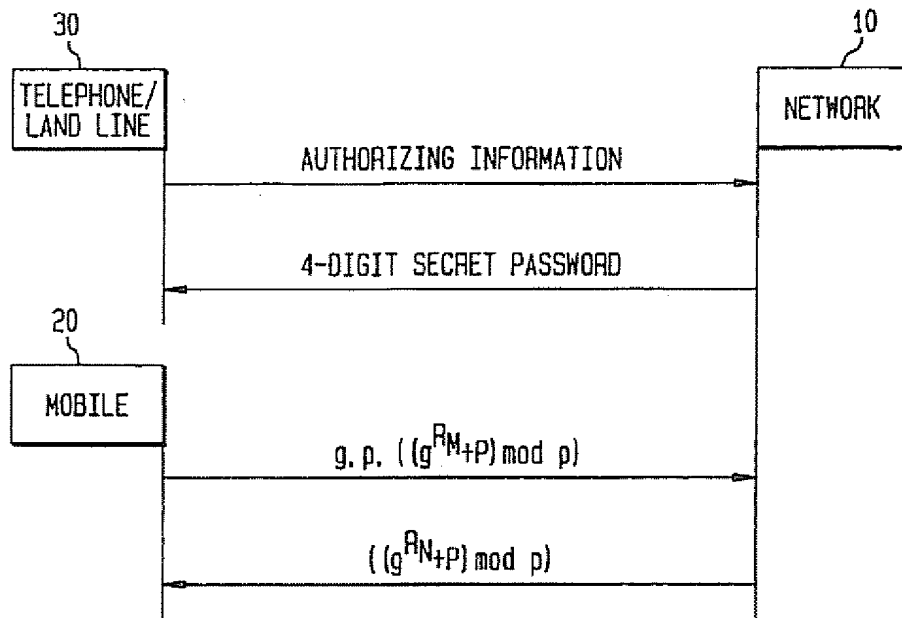 30
10
TELEPHONE/
LAND LINE
NETWORK
AUTHORIZING INFORMATION
4-DIGIT SECRET PASSWORD
20
MOBILE
g. p. ((g^RM+P) mod p)
((g^RN+P) mod p)